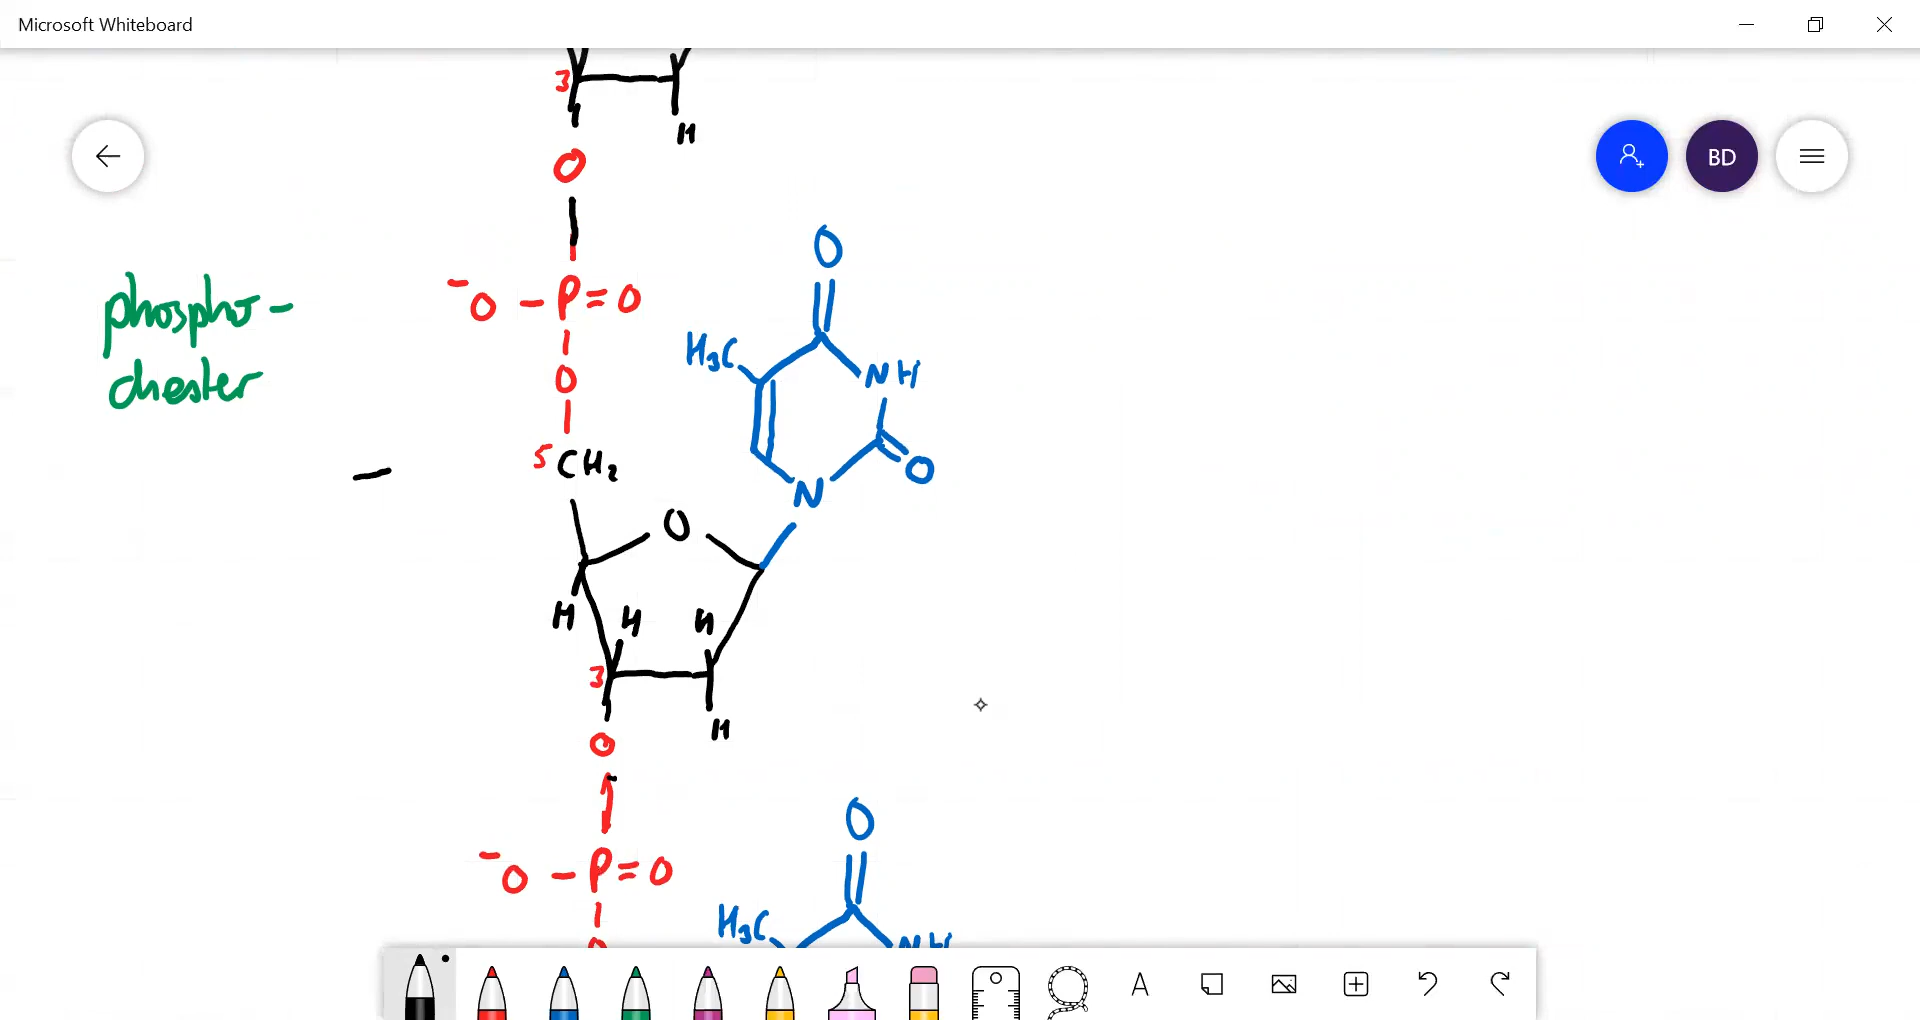 Microsoft Whiteboard
3
H
O
BD
O
phospho-
diester
⁻O - P = O
H₃C
NH
O
5 CH₂
O
N
O
H
H
H
3
O
H
O
⁻O - P = O
H₃C
NH
O
A